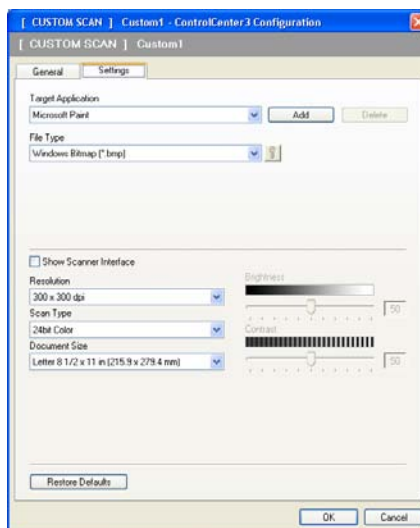 [ CUSTOM SCAN ] Custom1 - ControlCenter3 Configuration
[ CUSTOM SCAN ] Custom1
General Settings
Target Application
Microsoft Paint Add Delete
File Type
Windows Bitmap (*.bmp)
Show Scanner Interface
Resolution Brightness
300 x 300 dpi 50
Scan Type
24bit Color Contrast
Document Size
Letter 8 1/2 x 11 in (215.9 x 279.4 mm) 50
Restore Defaults
OK Cancel